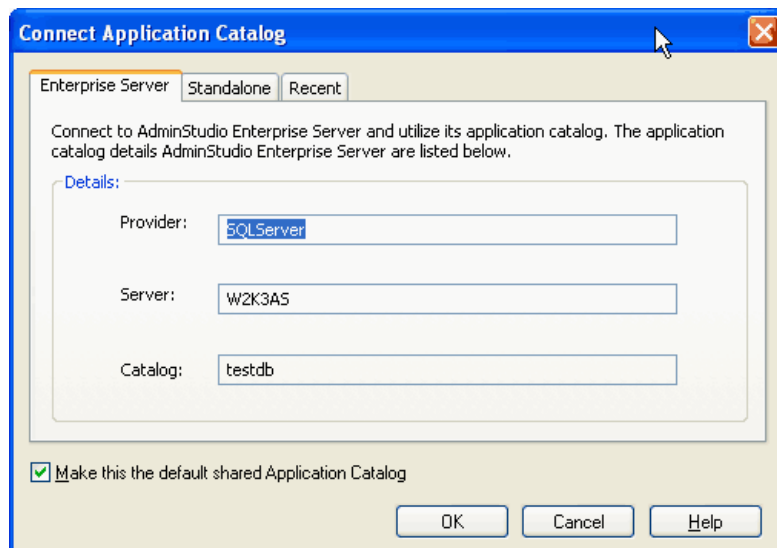 Connect Application Catalog
Enterprise Server Standalone Recent
Connect to AdminStudio Enterprise Server and utilize its application catalog. The application
catalog details AdminStudio Enterprise Server are listed below.
Details:
Provider: SQLServer
Server: W2K3AS
Catalog: testdb
Make this the default shared Application Catalog
OK Cancel Help